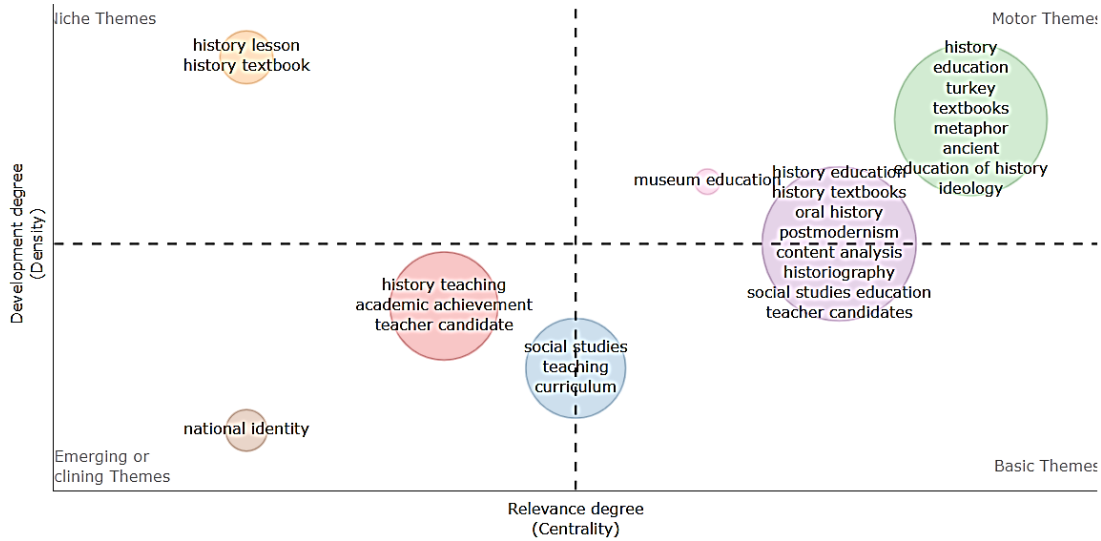 Niche Themes
Motor Themes
history lesson
history textbook
history
education
turkey
textbooks
metaphor
ancient
education of history
ideology
museum education
history education
history textbooks
oral history
postmodernism
content analysis
historiography
social studies education
teacher candidates
history teaching
academic achievement
teacher candidate
social studies
teaching
curriculum
national identity
Emerging or
clining Themes
Basic Themes
Development degree
(Density)
Relevance degree
(Centrality)